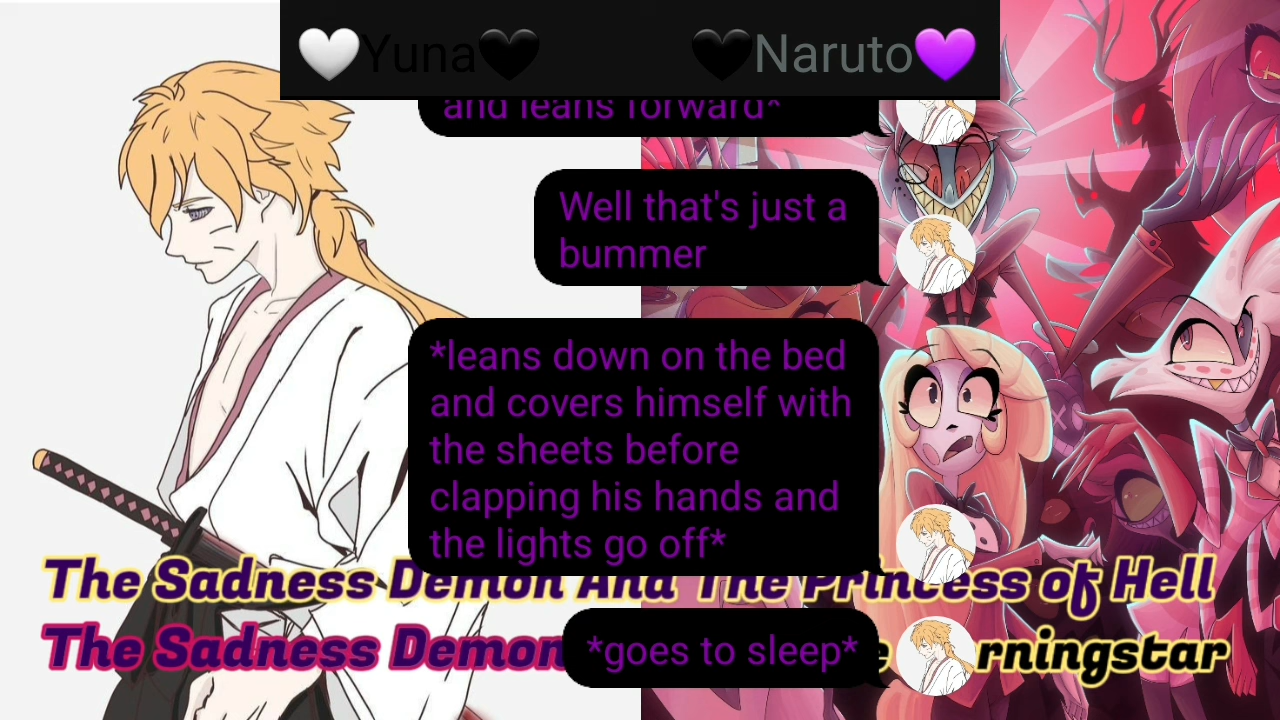 🤍Yuna🖤
🖤Naruto💜
and leans forward*
Well that's just a
bummer
*leans down on the bed
and covers himself with
the sheets before
clapping his hands and
the lights go off*
The Sadness Demon And The Princess of Hell
The Sadness Demon
*goes to sleep*